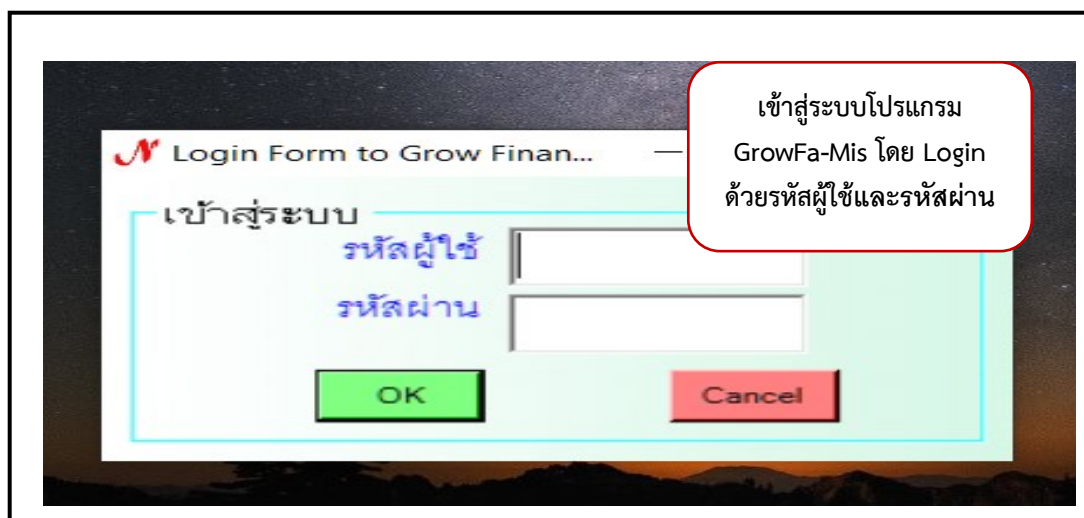 เข้าสู่ระบบโปรแกรม
GrowFa-Mis โดย Login
ด้วยรหัสผู้ใช้และรหัสผ่าน
N Login Form to Grow Finan...
เข้าสู่ระบบ
รหัสผู้ใช้
รหัสผ่าน
OK
Cancel